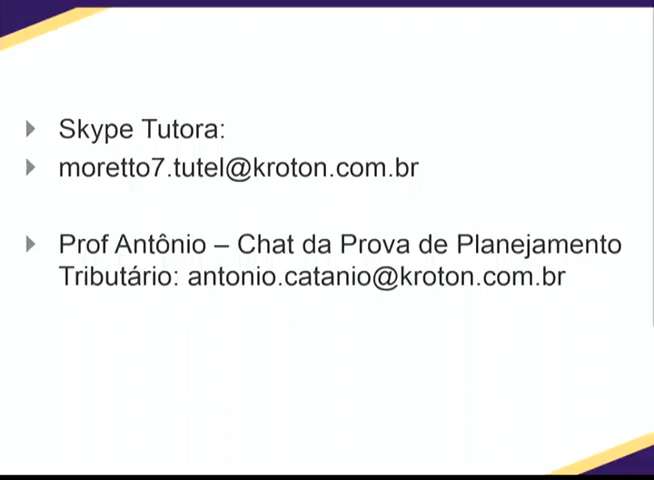 Skype Tutora:
moretto7.tutel@kroton.com.br
Prof Antônio – Chat da Prova de Planejamento
Tributário: antonio.catanio@kroton.com.br